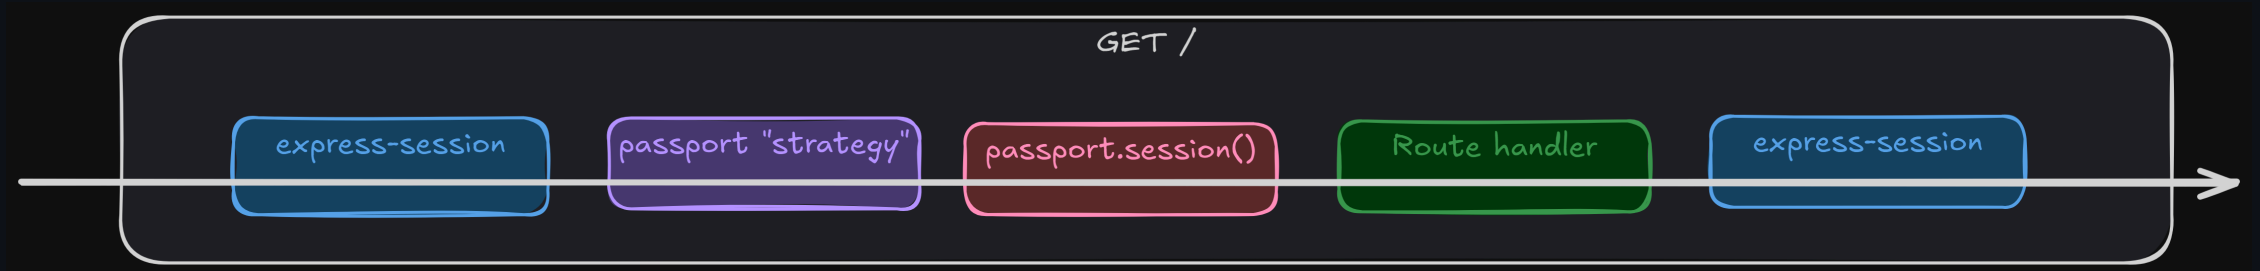 GET /
express-session
passport "strategy"
passport.session()
Route handler
express-session